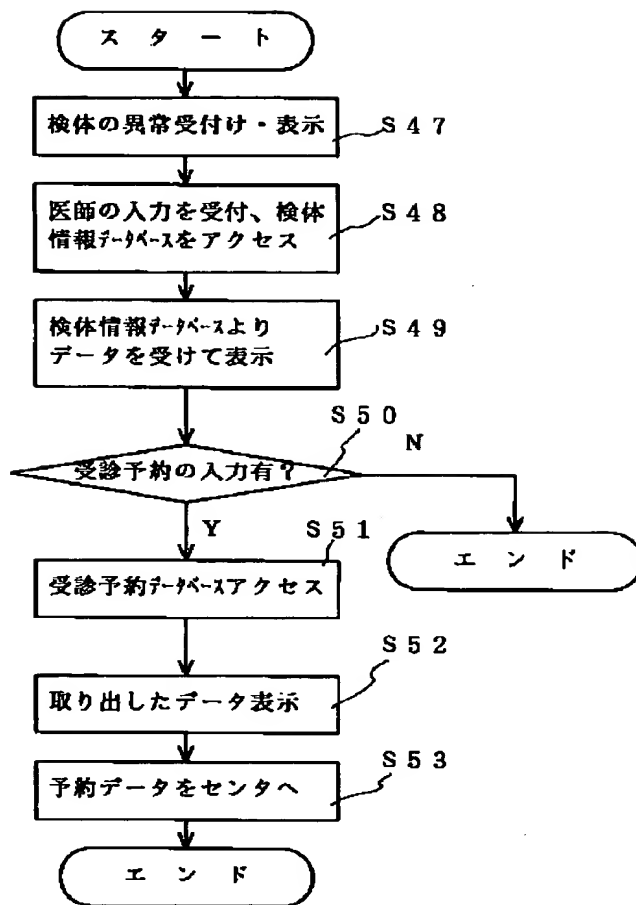 スタート
検体の異常受付け・表示
S47
医師の入力を受付、検体
情報データベースをアクセス
S48
検体情報データベースより
データを受けて表示
S49
S50
受診予約の入力有？
N
Y
エンド
S51
受診予約データベースアクセス
S52
取り出したデータ表示
S53
予約データをセンタへ
エンド